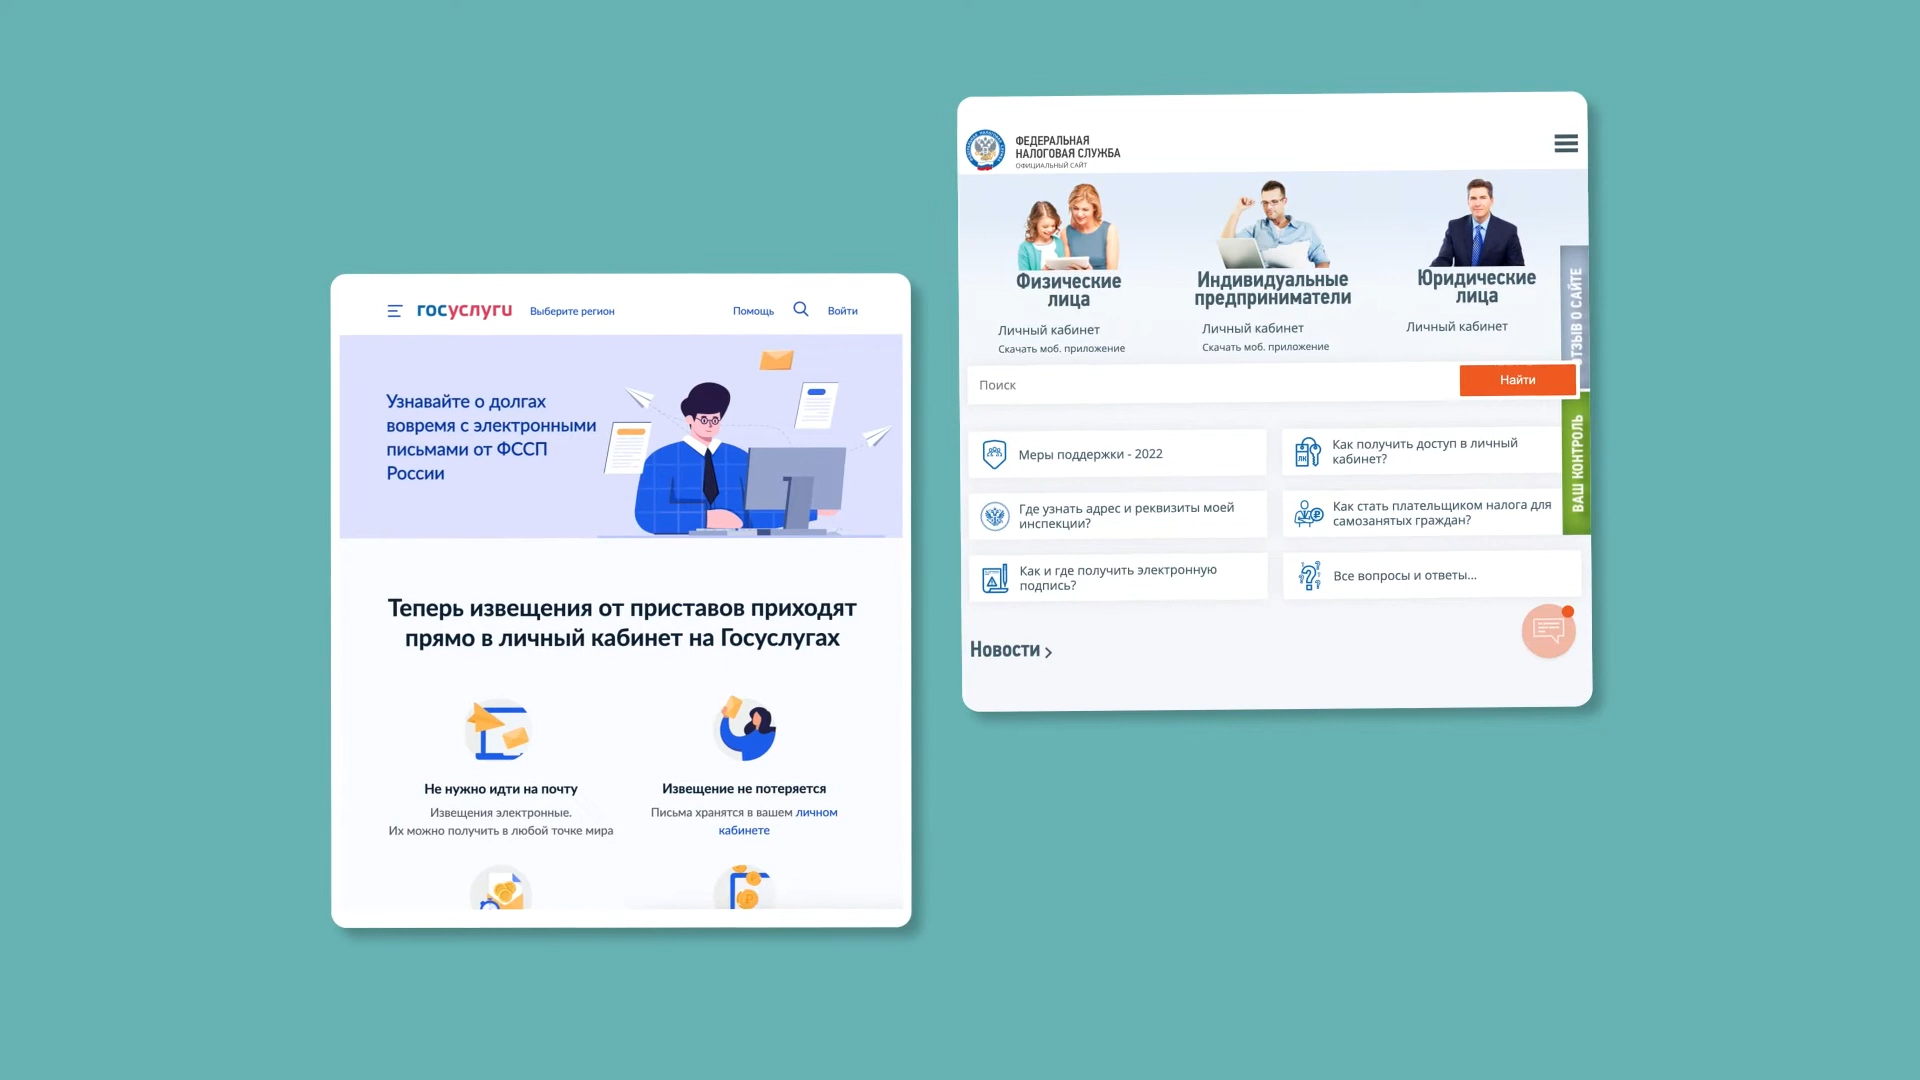 госуслуги Выберите регион Помощь Войти
Узнавайте о долгах
вовремя с электронными
письмами от ФССП
России
Теперь извещения от приставов приходят
прямо в личный кабинет на Госуслугах
Не нужно идти на почту
Извещения электронные.
Их можно получить в любой точке мира
Извещение не потеряется
Письма хранятся в вашем личном
кабинете
ФЕДЕРАЛЬНАЯ
НАЛОГОВАЯ СЛУЖБА
ОФИЦИАЛЬНЫЙ САЙТ
Физические
лица
Личный кабинет
Скачать моб. приложение
Индивидуальные
предприниматели
Личный кабинет
Скачать моб. приложение
Юридические
лица
Личный кабинет
ОТЗЫВ О САЙТЕ
Поиск
Найти
ВАШ КОНТРОЛЬ
Меры поддержки - 2022
Как получить доступ в личный
кабинет?
Где узнать адрес и реквизиты моей
инспекции?
Как стать плательщиком налога для
самозанятых граждан?
Как и где получить электронную
подпись?
Все вопросы и ответы...
Новости